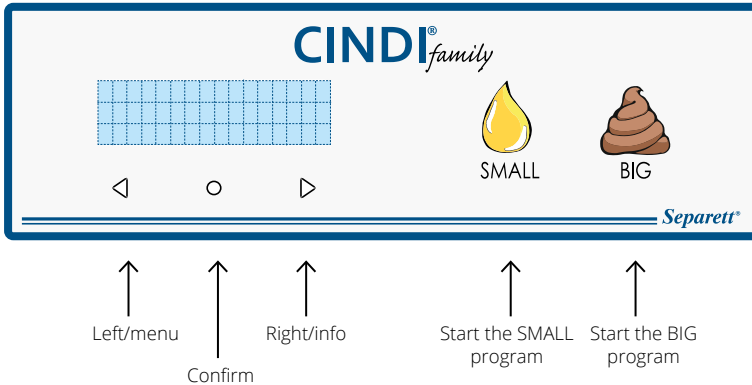 CINDI® family
SMALL
BIG
Separett®
Left/menu
Confirm
Right/info
Start the SMALL
program
Start the BIG
program